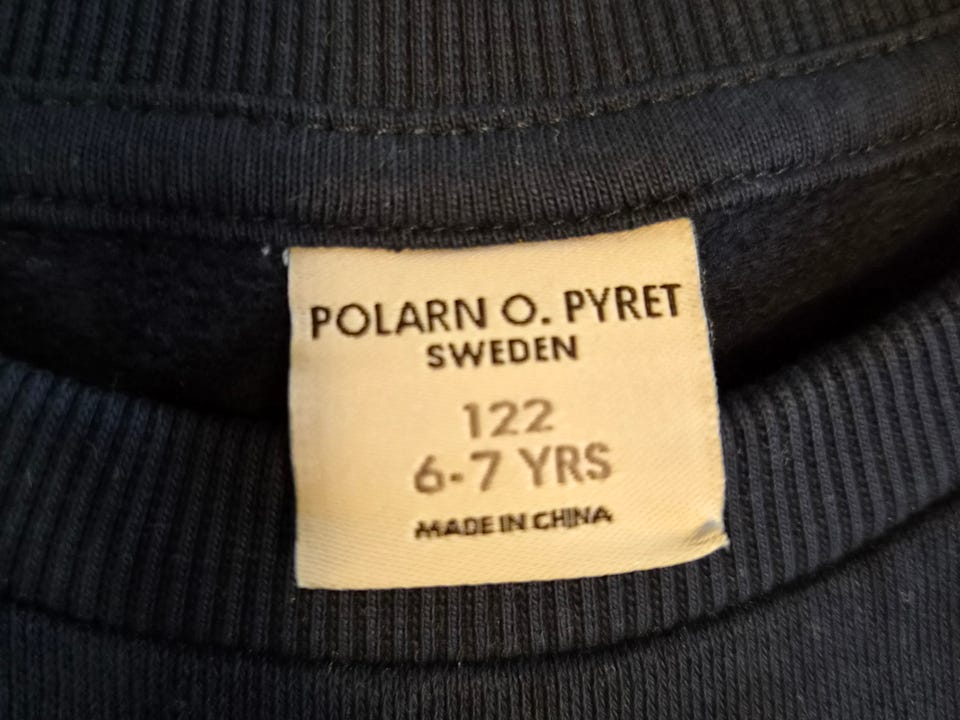 POLARN O. PYRET
SWEDEN
122
6-7 YRS
MADE IN CHINA